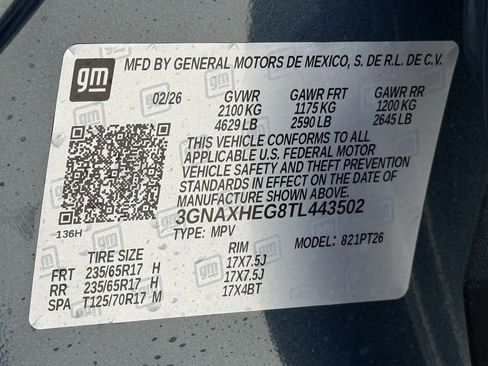 gm
MFD BY GENERAL MOTORS DE MEXICO, S. DE R.L. DE C.V.
02/26 GVWR GAWR FRT GAWR RR
2100 KG 1175 KG 1200 KG
4629 LB 2590 LB 2645 LB
THIS VEHICLE CONFORMS TO ALL
APPLICABLE U.S. FEDERAL MOTOR
VEHICLE SAFETY AND THEFT PREVENTION
STANDARDS IN EFFECT ON THE DATE OF
MANUFACTURE SHOWN ABOVE.
3GNAXHEG8TL443502
136H
TYPE: MPV MODEL: 821PT26
TIRE SIZE RIM
FRT 235/65R17 H 17X7.5J
RR 235/65R17 H 17X7.5J
SPA T125/70R17 M 17X4BT